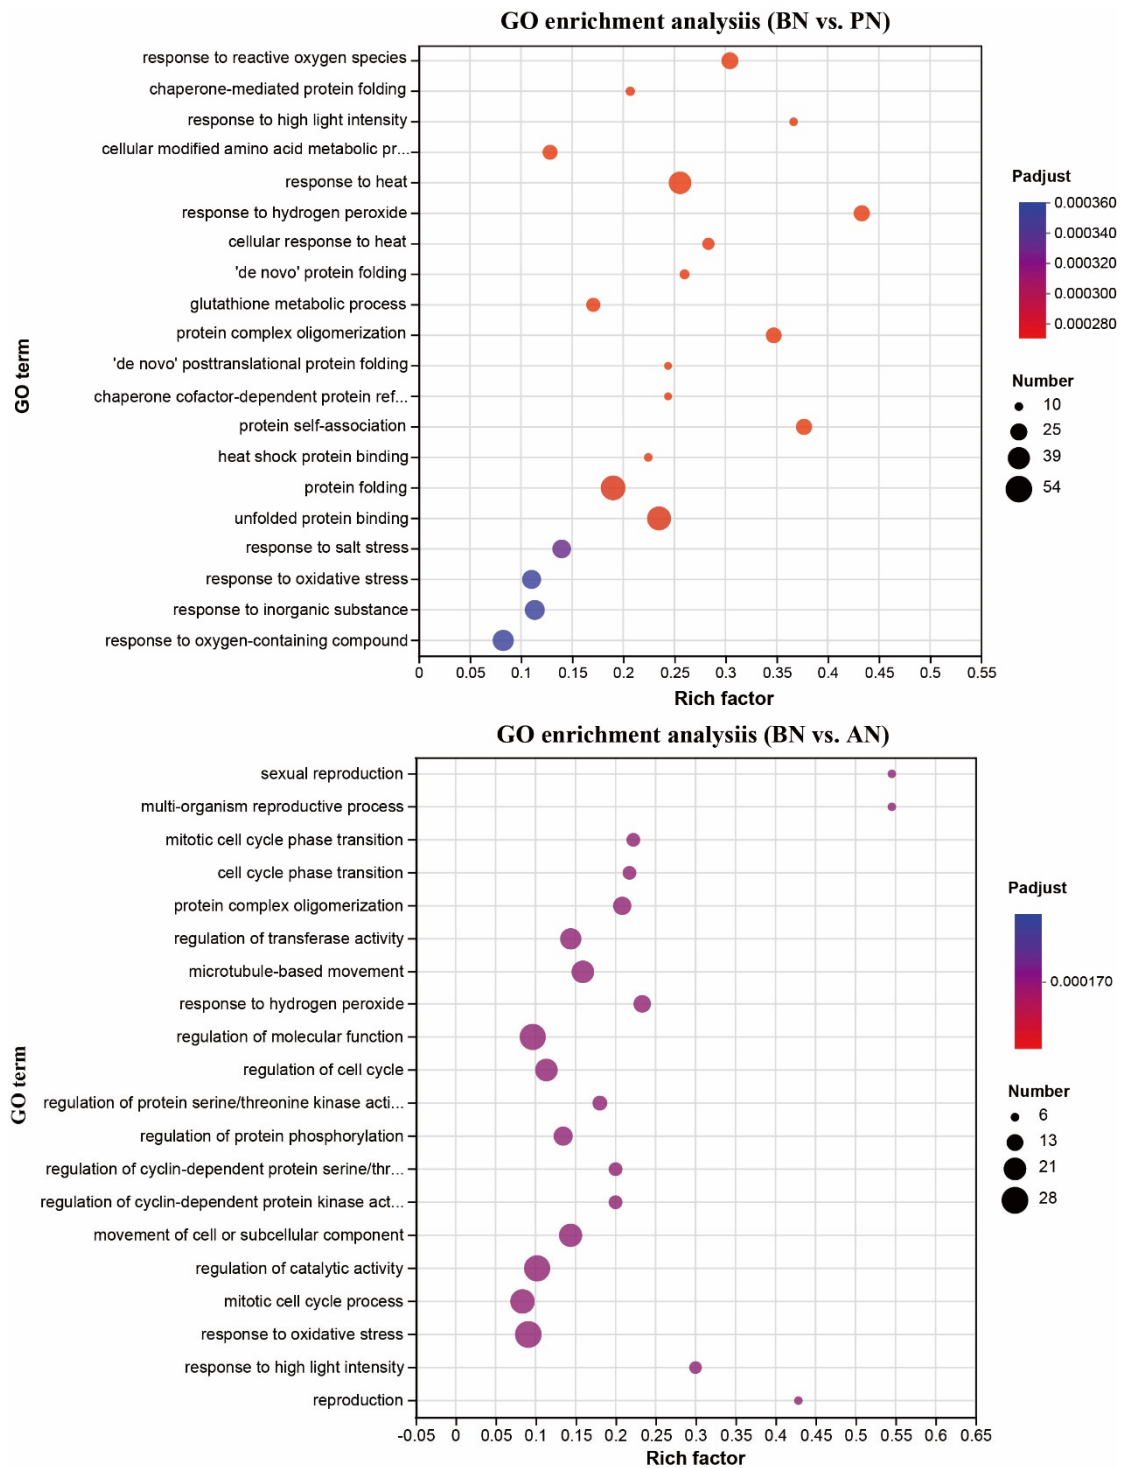 GO enrichment analysiis (BN vs. PN)
response to reactive oxygen species
chaperone-mediated protein folding
response to high light intensity
cellular modified amino acid metabolic pr...
response to heat
response to hydrogen peroxide
cellular response to heat
'de novo' protein folding
glutathione metabolic process
protein complex oligomerization
'de novo' posttranslational protein folding
chaperone cofactor-dependent protein ref...
protein self-association
heat shock protein binding
protein folding
unfolded protein binding
response to salt stress
response to oxidative stress
response to inorganic substance
response to oxygen-containing compound
GO term
0 0.05 0.1 0.15 0.2 0.25 0.3 0.35 0.4 0.45 0.5 0.55
Rich factor
Padjust
0.000360
0.000340
0.000320
0.000300
0.000280
Number
10
25
39
54
GO enrichment analysiis (BN vs. AN)
sexual reproduction
multi-organism reproductive process
mitotic cell cycle phase transition
cell cycle phase transition
protein complex oligomerization
regulation of transferase activity
microtubule-based movement
response to hydrogen peroxide
regulation of molecular function
regulation of cell cycle
regulation of protein serine/threonine kinase acti...
regulation of protein phosphorylation
regulation of cyclin-dependent protein serine/thr...
regulation of cyclin-dependent protein kinase act...
movement of cell or subcellular component
regulation of catalytic activity
mitotic cell cycle process
response to oxidative stress
response to high light intensity
reproduction
GO term
-0.05 0 0.05 0.1 0.15 0.2 0.25 0.3 0.35 0.4 0.45 0.5 0.55 0.6 0.65
Rich factor
Padjust
0.000170
Number
6
13
21
28